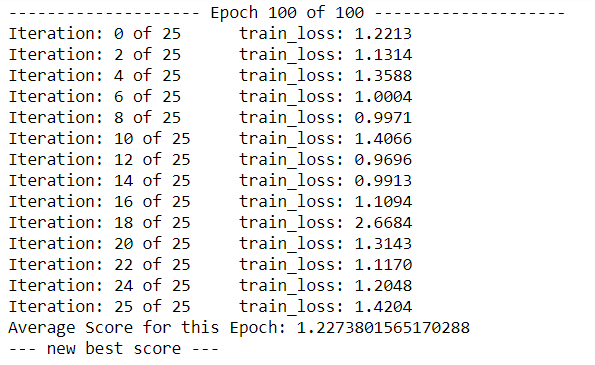 -------------------- Epoch 100 of 100 --------------------
Iteration: 0 of 25 train_loss: 1.2213
Iteration: 2 of 25 train_loss: 1.1314
Iteration: 4 of 25 train_loss: 1.3588
Iteration: 6 of 25 train_loss: 1.0004
Iteration: 8 of 25 train_loss: 0.9971
Iteration: 10 of 25 train_loss: 1.4066
Iteration: 12 of 25 train_loss: 0.9696
Iteration: 14 of 25 train_loss: 0.9913
Iteration: 16 of 25 train_loss: 1.1094
Iteration: 18 of 25 train_loss: 2.6684
Iteration: 20 of 25 train_loss: 1.3143
Iteration: 22 of 25 train_loss: 1.1170
Iteration: 24 of 25 train_loss: 1.2048
Iteration: 25 of 25 train_loss: 1.4204
Average Score for this Epoch: 1.2273801565170288
--- new best score ---